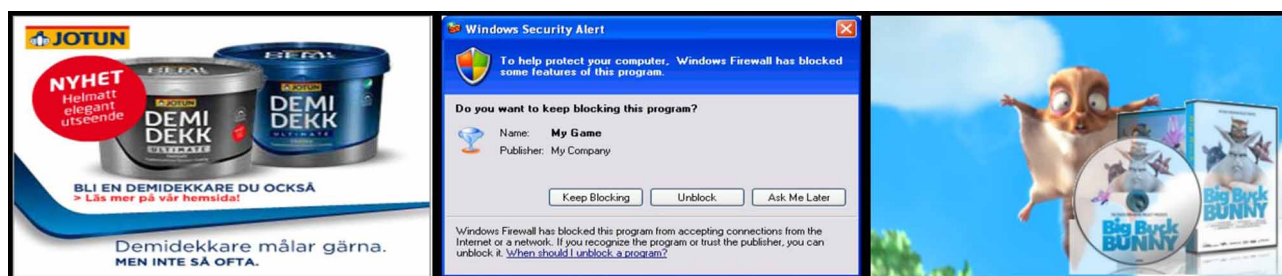 JOTUN
NYHET
Helmatt
elegant
utseende
DEMI
DEKK
ULTIMATE
DEMI
DEKK
ULTIMATE
BLI EN DEMIDEKKARE DU OCKSÅ
> Läs mer på vår hemsida!
Demidekkare målar gärna.
MEN INTE SÅ OFTA.
Windows Security Alert
To help protect your computer, Windows Firewall has blocked
some features of this program.
Do you want to keep blocking this program?
Name: My Game
Publisher: My Company
Keep Blocking Unblock Ask Me Later
Windows Firewall has blocked this program from accepting connections from the
Internet or a network. If you recognize the program or trust the publisher, you can
unblock it. When should I unblock a program?
Big Buck
BUNNY
Big Buck
BUNNY